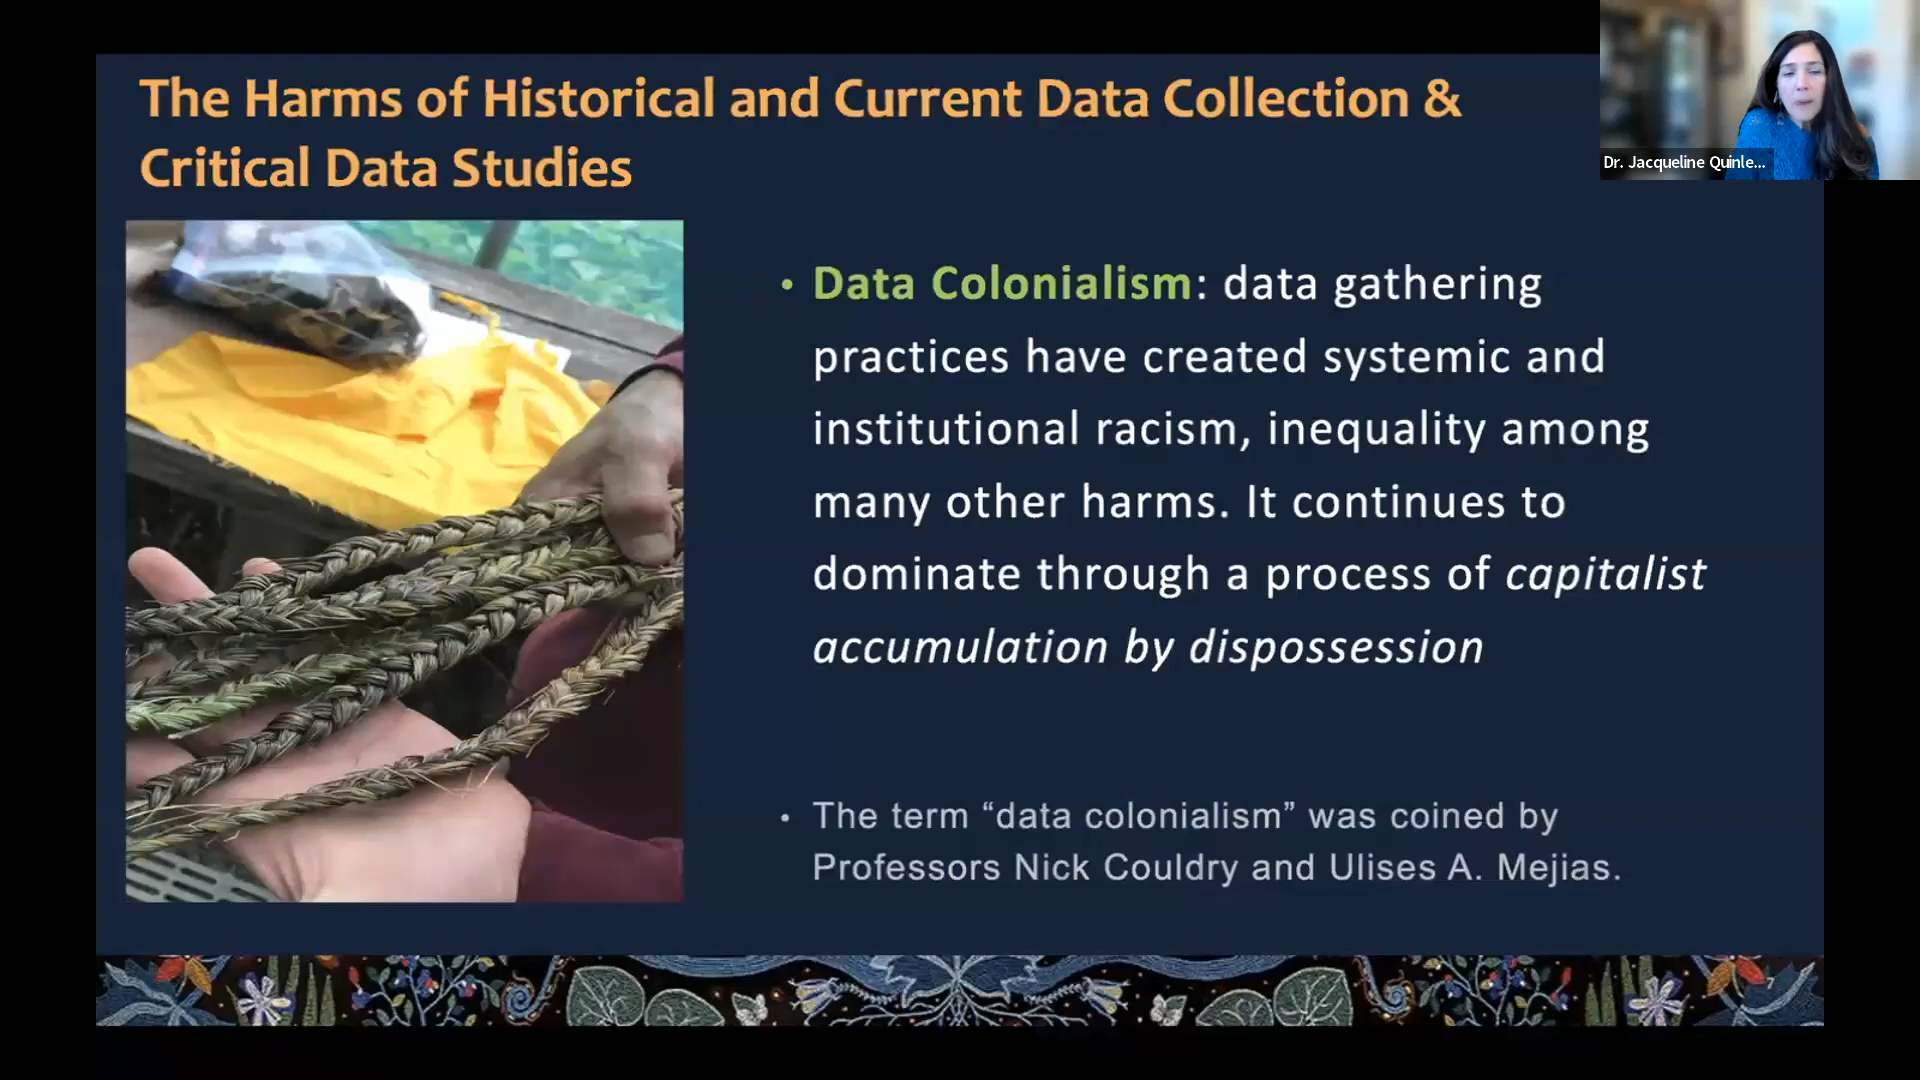 The Harms of Historical and Current Data Collection &
Critical Data Studies
Dr. Jacqueline Quinle...
• Data Colonialism: data gathering
practices have created systemic and
institutional racism, inequality among
many other harms. It continues to
dominate through a process of capitalist
accumulation by dispossession
• The term “data colonialism” was coined by
Professors Nick Couldry and Ulises A. Mejias.
7